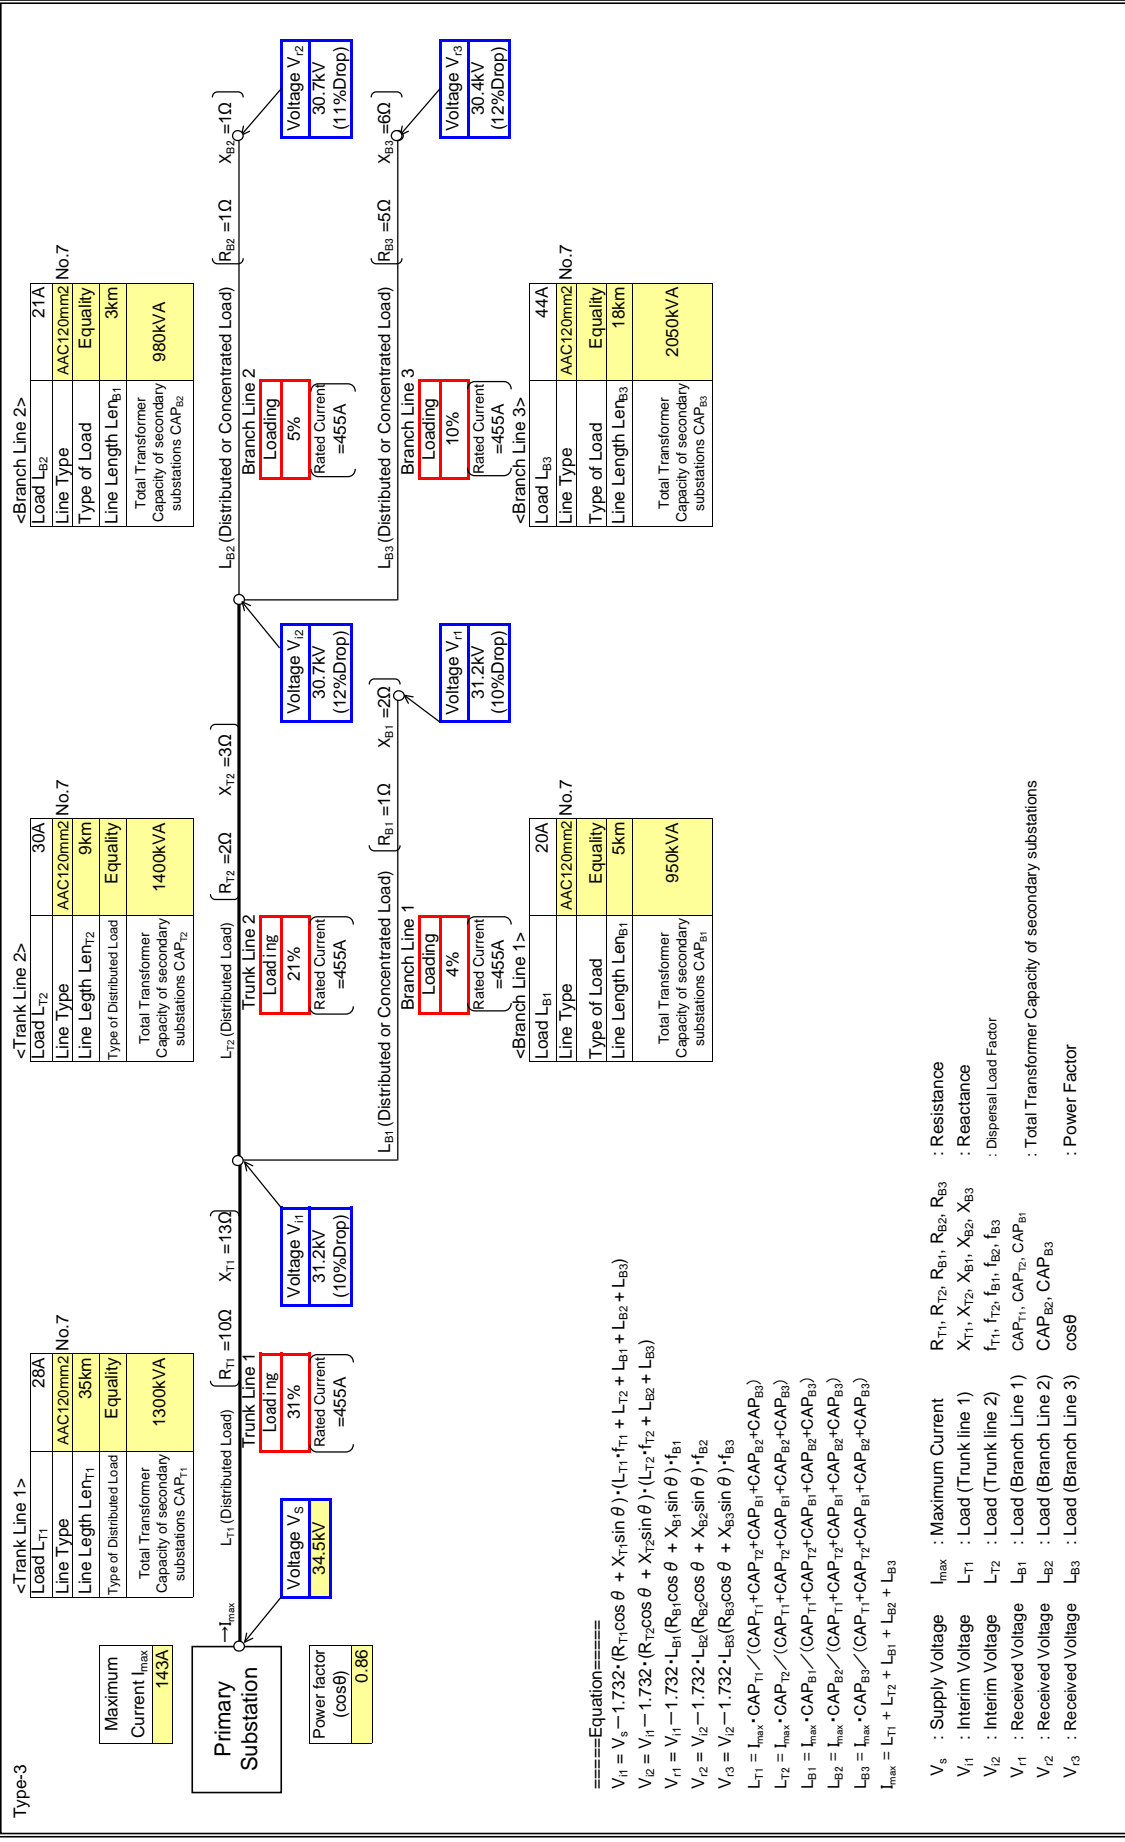 Type-3
Maximum
Current Imax
143A
Primary
Substation
Power factor
(cosθ)
0.86
→Imax
Voltage VS
34.5kV
<Trank Line 1>
Load LT1 28A
Line Type AAC120mm2 No.7
Line Legth LenT1 35km
Type of Distributed Load Equality
Total Transformer
Capacity of secondary
substations CAPT1
1300kVA
LT1 (Distributed Load)
RT1 =10Ω XT1 =13Ω
Trunk Line 1
Loading
31%
Rated Current
=455A
Voltage Vi1
31.2kV
(10%Drop)
<Trank Line 2>
Load LT2 30A
Line Type AAC120mm2 No.7
Line Legth LenT2 9km
Type of Distributed Load Equality
Total Transformer
Capacity of secondary
substations CAPT2
1400kVA
LT2 (Distributed Load)
RT2 =2Ω XT2 =3Ω
Trunk Line 2
Loading
21%
Rated Current
=455A
Voltage Vi2
30.7kV
(12%Drop)
LB1 (Distributed or Concentrated Load)
RB1 =1Ω XB1 =2Ω
Branch Line 1
Loading
4%
Rated Current
=455A
Voltage Vr1
31.2kV
(10%Drop)
<Branch Line 1>
Load LB1 20A
Line Type AAC120mm2 No.7
Type of Load Equality
Line Length LenB1 5km
Total Transformer
Capacity of secondary
substations CAPB1
950kVA
<Branch Line 2>
Load LB2 21A
Line Type AAC120mm2 No.7
Type of Load Equality
Line Length LenB1 3km
Total Transformer
Capacity of secondary
substations CAPB2
980kVA
LB2 (Distributed or Concentrated Load)
RB2 =1Ω XB2 =1Ω
Branch Line 2
Loading
5%
Rated Current
=455A
Voltage Vr2
30.7kV
(11%Drop)
LB3 (Distributed or Concentrated Load)
RB3 =5Ω XB3 =6Ω
Branch Line 3
Loading
10%
Rated Current
=455A
Voltage Vr3
30.4kV
(12%Drop)
<Branch Line 3>
Load LB3 44A
Line Type AAC120mm2 No.7
Type of Load Equality
Line Length LenB3 18km
Total Transformer
Capacity of secondary
substations CAPB3
2050kVA
=====Equation=====
Vi1 = Vs－1.732･(RT1cos θ + XT1sin θ)･(LT1･fT1 + LT2 + LB1 + LB2 + LB3)
Vi2 = Vi1－1.732･(RT2cos θ + XT2sin θ)･(LT2･fT2 + LB2 + LB3)
Vr1 = Vi1－1.732･LB1(RB1cos θ + XB1sin θ)･fB1
Vr2 = Vi2－1.732･LB2(RB2cos θ + XB2sin θ)･fB2
Vr3 = Vi2－1.732･LB3(RB3cos θ + XB3sin θ)･fB3
LT1 = Imax･CAPT1／(CAPT1+CAPT2+CAPB1+CAPB2+CAPB3)
LT2 = Imax･CAPT2／(CAPT1+CAPT2+CAPB1+CAPB2+CAPB3)
LB1 = Imax･CAPB1／(CAPT1+CAPT2+CAPB1+CAPB2+CAPB3)
LB2 = Imax･CAPB2／(CAPT1+CAPT2+CAPB1+CAPB2+CAPB3)
LB3 = Imax･CAPB3／(CAPT1+CAPT2+CAPB1+CAPB2+CAPB3)
Imax = LT1 + LT2 + LB1 + LB2 + LB3
Vs : Supply Voltage Imax : Maximum Current RT1, RT2, RB1, RB2, RB3 : Resistance
Vi1 : Interim Voltage LT1 : Load (Trunk line 1) XT1, XT2, XB1, XB2, XB3 : Reactance
Vi2 : Interim Voltage LT2 : Load (Trunk line 2) fT1, fT2, fB1, fB2, fB3 : Dispersal Load Factor
Vr1 : Received Voltage LB1 : Load (Branch Line 1) CAPT1, CAPT2, CAPB1 : Total Transformer Capacity of secondary substations
Vr2 : Received Voltage LB2 : Load (Branch Line 2) CAPB2, CAPB3
Vr3 : Received Voltage LB3 : Load (Branch Line 3) cosθ : Power Factor